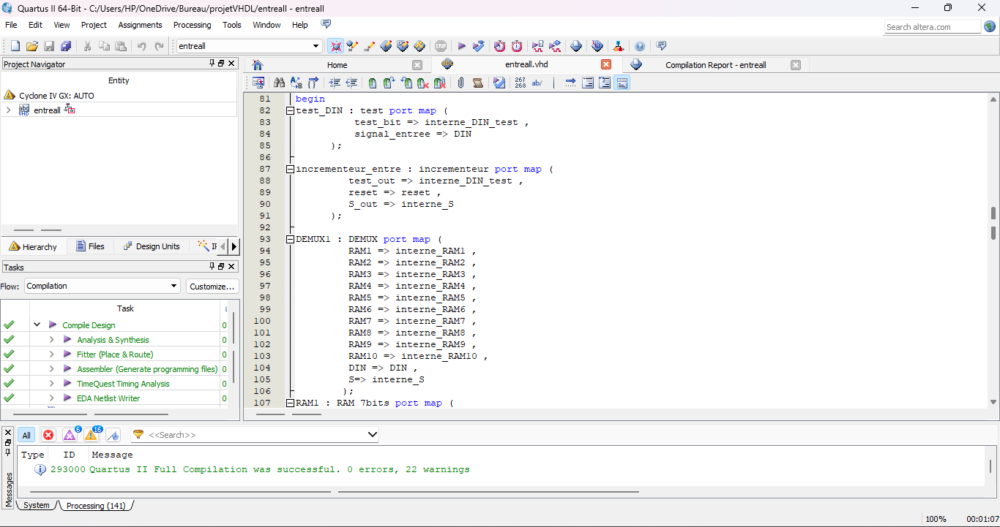 Quartus II 64-Bit - C:/Users/HP/OneDrive/Bureau/projetVHDL/entreall - entreall
File Edit View Project Assignments Processing Tools Window Help
Search altera.com
entreall
Project Navigator
Entity
Cyclone IV GX: AUTO
entreall
Hierarchy Files Design Units
Tasks
Flow: Compilation Customize...
Task
Compile Design 0
Analysis & Synthesis 0
Fitter (Place & Route) 0
Assembler (Generate programming files) 0
TimeQuest Timing Analysis 0
EDA Netlist Writer 0
Home entreall.vhd Compilation Report - entreall
267
268 ab/
81 begin
82 test_DIN : test port map (
83 test_bit => interne_DIN_test ,
84 signal_entree => DIN
85 );
86
87 incrementeur_entre : incrementeur port map (
88 test_out => interne_DIN_test ,
89 reset => reset ,
90 S_out => interne_S
91 );
92
93 DEMUX1 : DEMUX port map (
94 RAM1 => interne_RAM1 ,
95 RAM2 => interne_RAM2 ,
96 RAM3 => interne_RAM3 ,
97 RAM4 => interne_RAM4 ,
98 RAM5 => interne_RAM5 ,
99 RAM6 => interne_RAM6 ,
100 RAM7 => interne_RAM7 ,
101 RAM8 => interne_RAM8 ,
102 RAM9 => interne_RAM9 ,
103 RAM10 => interne_RAM10 ,
104 DIN => DIN ,
105 S=> interne_S
106 );
107 RAM1 : RAM 7bits port map (
All 6 16 <<Search>>
Type ID Message
293000 Quartus II Full Compilation was successful. 0 errors, 22 warnings
Messages
System Processing (141)
100% 00:01:07